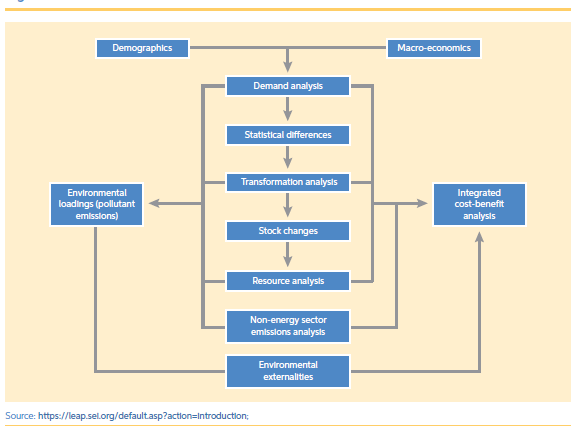 Demographics
Macro-economics
Demand analysis
Statistical differences
Transformation analysis
Environmental
loadings (pollutant
emissions)
Integrated
cost-benefit
analysis
Stock changes
Resource analysis
Non-energy sector
emissions analysis
Environmental
externalities
Source: https://leap.sei.org/default.asp?action=introduction;